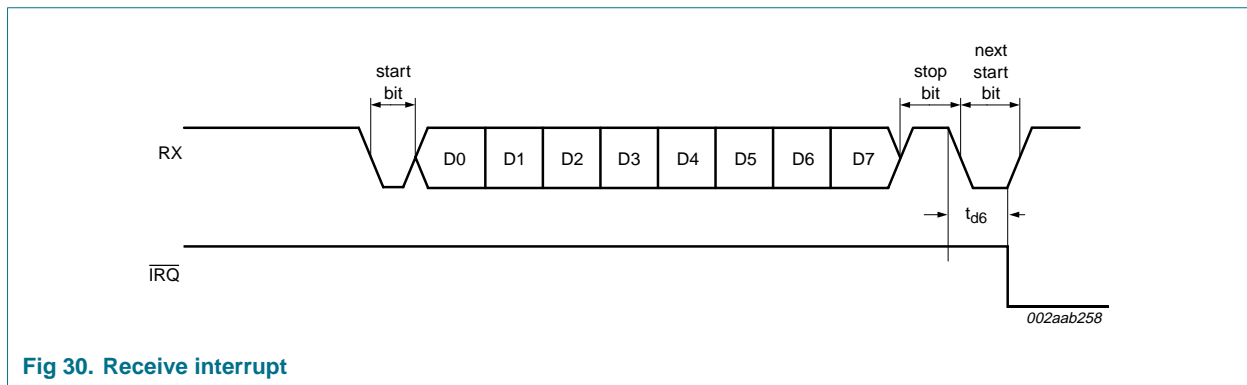 start
bit
stop
bit
next
start
bit
RX
D0 D1 D2 D3 D4 D5 D6 D7
td6
IRQ
002aab258
Fig 30. Receive interrupt